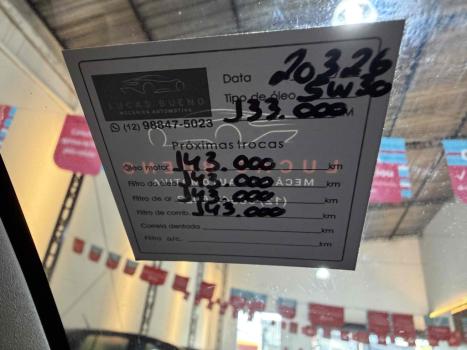 Data 20.3.26
LUCAS BUENO
MECÂNICA AUTOMOTIVA
Tipo de óleo 5W30
(12) 98847-5023
133.000 KM
Próximas trocas
Óleo motor 143.000 km
Filtro do 143.000 km
Filtro de ar 143.000 km
Filtro de comb. 143.000 km
Correia dentada km
Filtro a/c. km